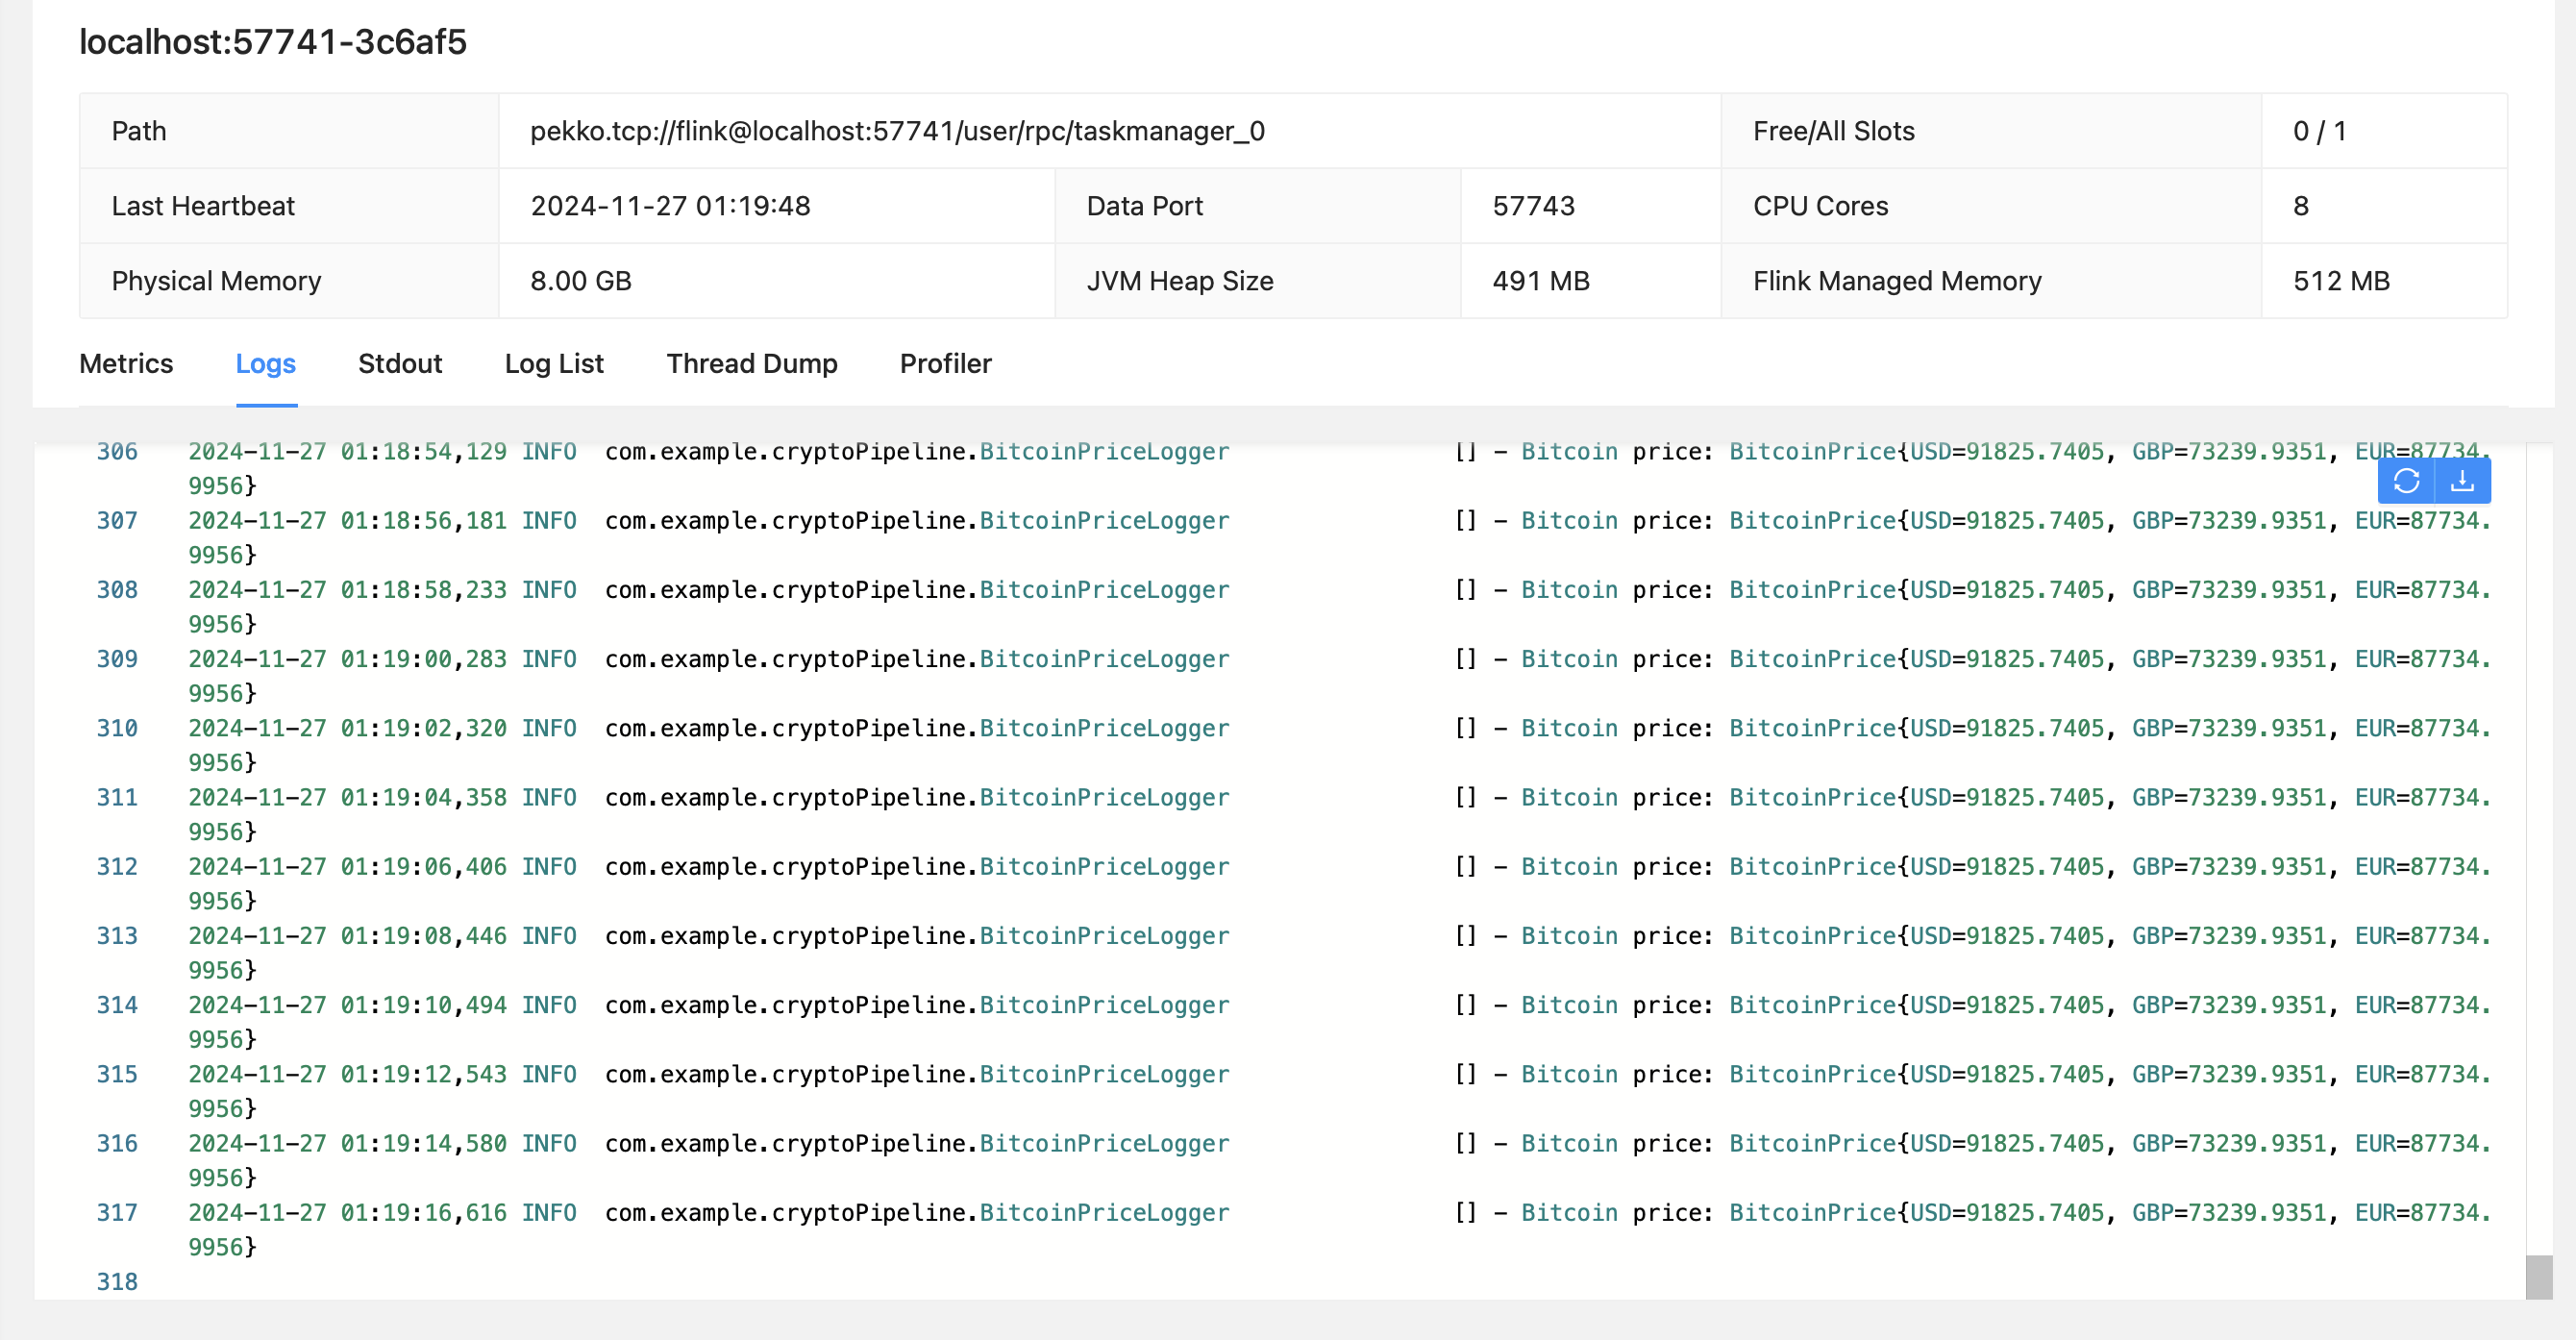 localhost:57741-3c6af5
Path pekko.tcp://flink@localhost:57741/user/rpc/taskmanager_0 Free/All Slots 0 / 1
Last Heartbeat 2024-11-27 01:19:48 Data Port 57743 CPU Cores 8
Physical Memory 8.00 GB JVM Heap Size 491 MB Flink Managed Memory 512 MB
Metrics Logs Stdout Log List Thread Dump Profiler
306 2024-11-27 01:18:54,129 INFO com.example.cryptoPipeline.BitcoinPriceLogger [] - Bitcoin price: BitcoinPrice{USD=91825.7405, GBP=73239.9351, EUR=87734.
9956}
307 2024-11-27 01:18:56,181 INFO com.example.cryptoPipeline.BitcoinPriceLogger [] - Bitcoin price: BitcoinPrice{USD=91825.7405, GBP=73239.9351, EUR=87734.
9956}
308 2024-11-27 01:18:58,233 INFO com.example.cryptoPipeline.BitcoinPriceLogger [] - Bitcoin price: BitcoinPrice{USD=91825.7405, GBP=73239.9351, EUR=87734.
9956}
309 2024-11-27 01:19:00,283 INFO com.example.cryptoPipeline.BitcoinPriceLogger [] - Bitcoin price: BitcoinPrice{USD=91825.7405, GBP=73239.9351, EUR=87734.
9956}
310 2024-11-27 01:19:02,320 INFO com.example.cryptoPipeline.BitcoinPriceLogger [] - Bitcoin price: BitcoinPrice{USD=91825.7405, GBP=73239.9351, EUR=87734.
9956}
311 2024-11-27 01:19:04,358 INFO com.example.cryptoPipeline.BitcoinPriceLogger [] - Bitcoin price: BitcoinPrice{USD=91825.7405, GBP=73239.9351, EUR=87734.
9956}
312 2024-11-27 01:19:06,406 INFO com.example.cryptoPipeline.BitcoinPriceLogger [] - Bitcoin price: BitcoinPrice{USD=91825.7405, GBP=73239.9351, EUR=87734.
9956}
313 2024-11-27 01:19:08,446 INFO com.example.cryptoPipeline.BitcoinPriceLogger [] - Bitcoin price: BitcoinPrice{USD=91825.7405, GBP=73239.9351, EUR=87734.
9956}
314 2024-11-27 01:19:10,494 INFO com.example.cryptoPipeline.BitcoinPriceLogger [] - Bitcoin price: BitcoinPrice{USD=91825.7405, GBP=73239.9351, EUR=87734.
9956}
315 2024-11-27 01:19:12,543 INFO com.example.cryptoPipeline.BitcoinPriceLogger [] - Bitcoin price: BitcoinPrice{USD=91825.7405, GBP=73239.9351, EUR=87734.
9956}
316 2024-11-27 01:19:14,580 INFO com.example.cryptoPipeline.BitcoinPriceLogger [] - Bitcoin price: BitcoinPrice{USD=91825.7405, GBP=73239.9351, EUR=87734.
9956}
317 2024-11-27 01:19:16,616 INFO com.example.cryptoPipeline.BitcoinPriceLogger [] - Bitcoin price: BitcoinPrice{USD=91825.7405, GBP=73239.9351, EUR=87734.
9956}
318